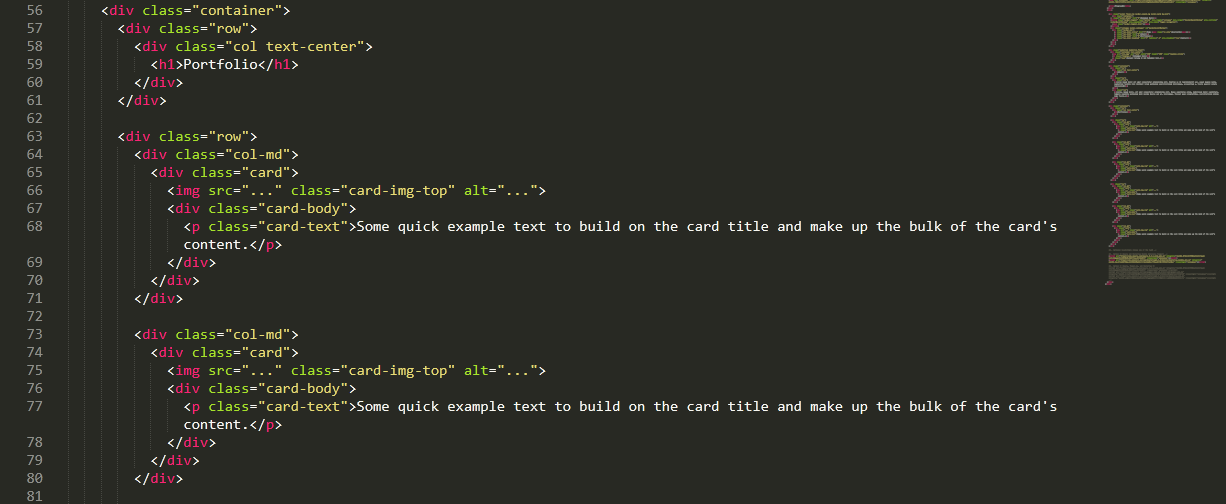 56 <div class="container">
57 <div class="row">
58 <div class="col text-center">
59 <h1>Portfolio</h1>
60 </div>
61 </div>
62
63 <div class="row">
64 <div class="col-md">
65 <div class="card">
66 <img src="..." class="card-img-top" alt="...">
67 <div class="card-body">
68 <p class="card-text">Some quick example text to build on the card title and make up the bulk of the card's
content.</p>
69 </div>
70 </div>
71 </div>
72
73 <div class="col-md">
74 <div class="card">
75 <img src="..." class="card-img-top" alt="...">
76 <div class="card-body">
77 <p class="card-text">Some quick example text to build on the card title and make up the bulk of the card's
content.</p>
78 </div>
79 </div>
80 </div>
81